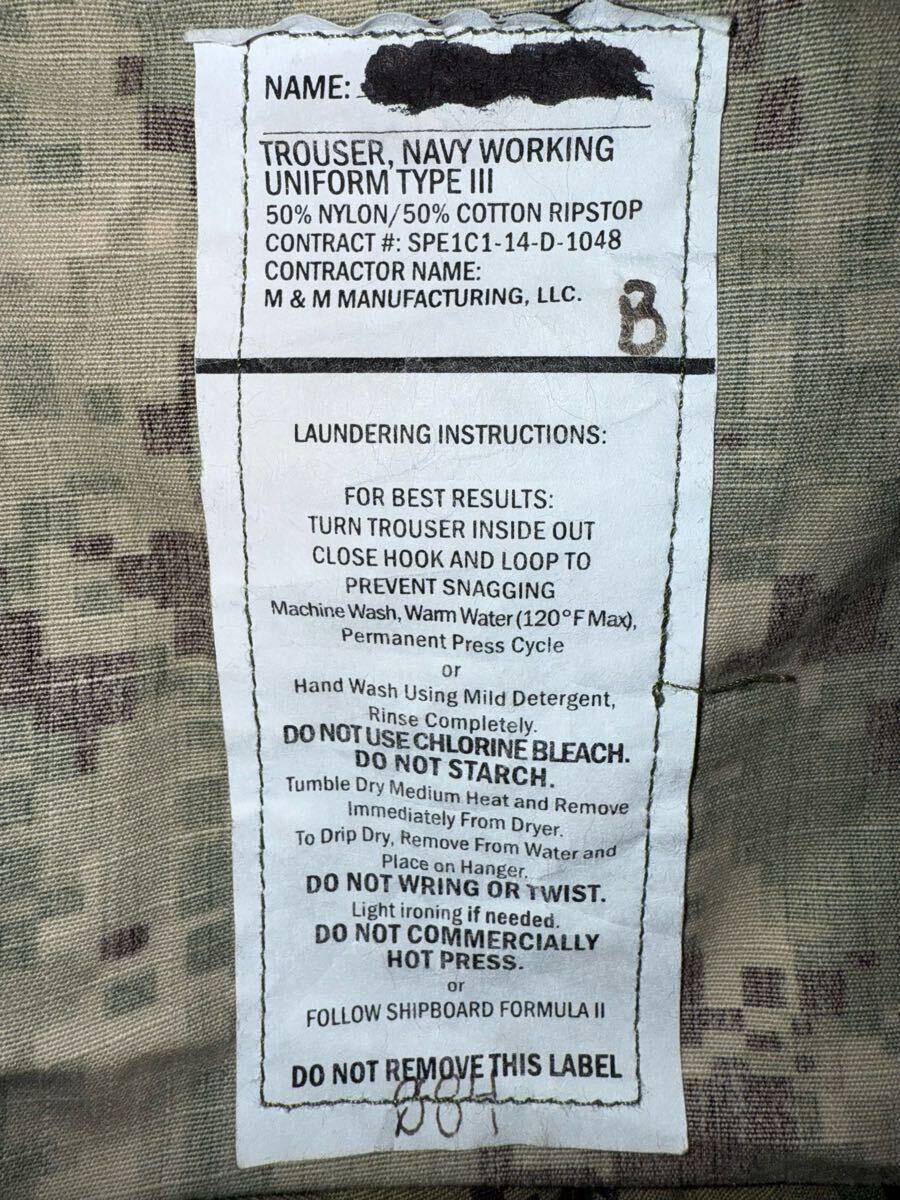 NAME:
TROUSER, NAVY WORKING
UNIFORM TYPE III
50% NYLON/50% COTTON RIPSTOP
CONTRACT #: SPE1C1-14-D-1048
CONTRACTOR NAME:
M & M MANUFACTURING, LLC.
B
LAUNDERING INSTRUCTIONS:
FOR BEST RESULTS:
TURN TROUSER INSIDE OUT
CLOSE HOOK AND LOOP TO
PREVENT SNAGGING
Machine Wash, Warm Water (120°F Max),
Permanent Press Cycle
or
Hand Wash Using Mild Detergent,
Rinse Completely.
DO NOT USE CHLORINE BLEACH.
DO NOT STARCH.
Tumble Dry Medium Heat and Remove
Immediately From Dryer.
To Drip Dry, Remove From Water and
Place on Hanger.
DO NOT WRING OR TWIST.
Light ironing if needed.
DO NOT COMMERCIALLY
HOT PRESS.
or
FOLLOW SHIPBOARD FORMULA II
DO NOT REMOVE THIS LABEL